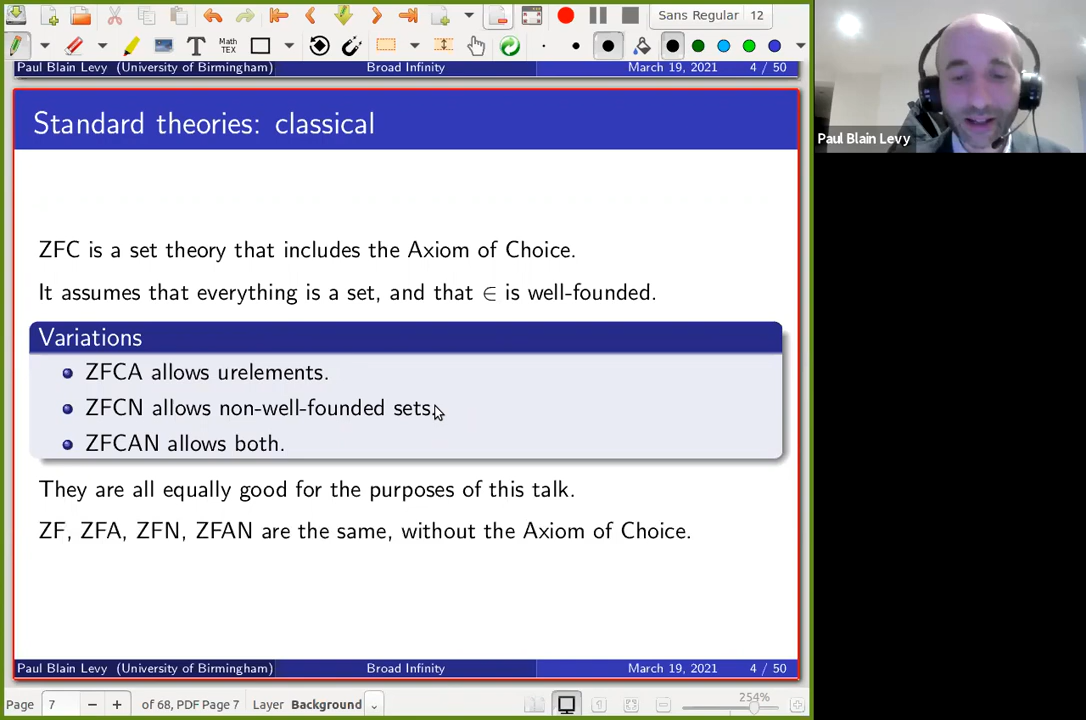 Sans Regular 12
Math
TEX
Paul Blain Levy (University of Birmingham) Broad Infinity March 19, 2021 4 / 50
Standard theories: classical
Paul Blain Levy
ZFC is a set theory that includes the Axiom of Choice.
It assumes that everything is a set, and that ∈ is well-founded.
Variations
ZFCA allows urelements.
ZFCN allows non-well-founded sets.
ZFCAN allows both.
They are all equally good for the purposes of this talk.
ZF, ZFA, ZFN, ZFAN are the same, without the Axiom of Choice.
Paul Blain Levy (University of Birmingham) Broad Infinity March 19, 2021 4 / 50
Page 7 of 68, PDF Page 7 Layer Background 254%